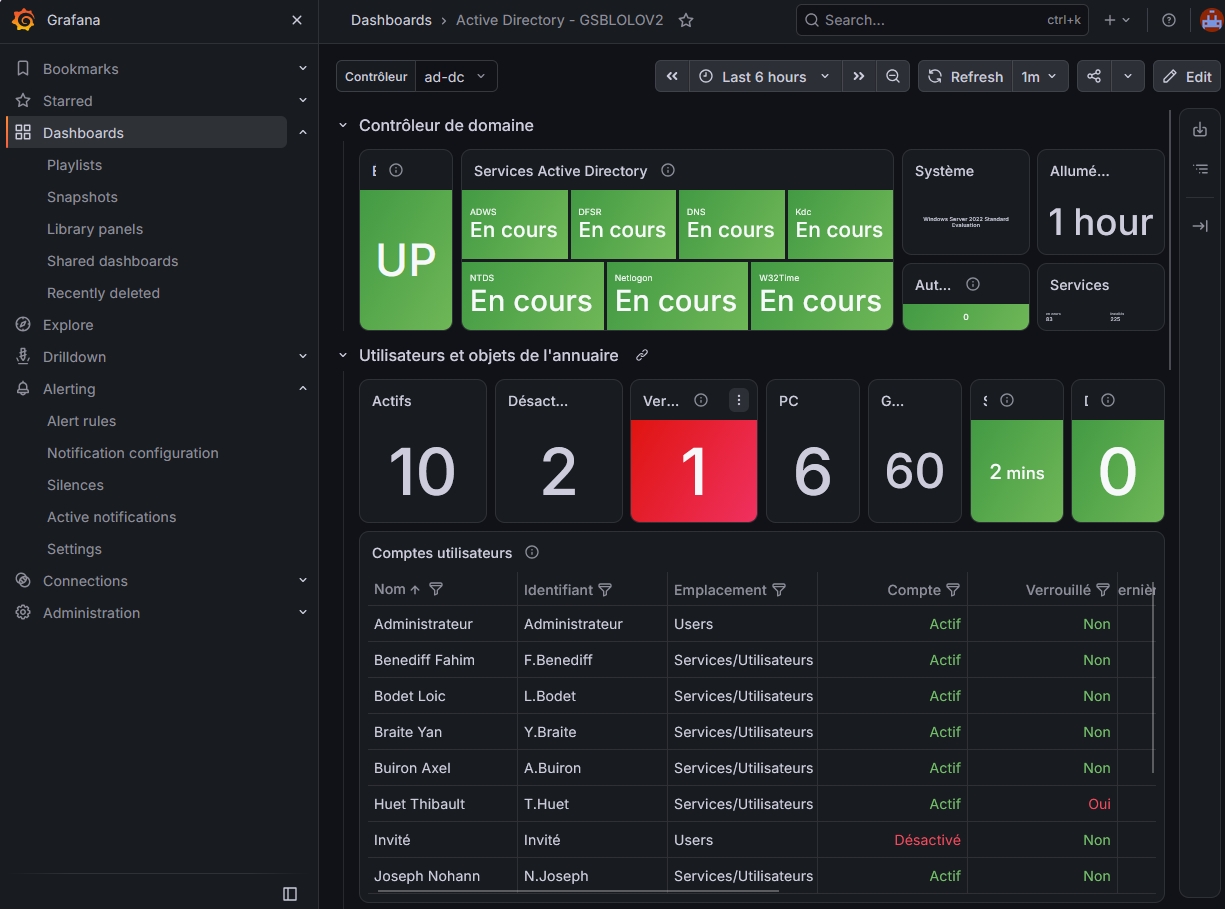 Grafana
Dashboards › Active Directory - GSBLOLOV2
Search...
ctrl+k
Bookmarks
Starred
Dashboards
Playlists
Snapshots
Library panels
Shared dashboards
Recently deleted
Explore
Drilldown
Alerting
Alert rules
Notification configuration
Silences
Active notifications
Settings
Connections
Administration
Contrôleur
ad-dc
Last 6 hours
Refresh
1m
Edit
Contrôleur de domaine
UP
Services Active Directory
ADWS
En cours
DFSR
En cours
DNS
En cours
Kdc
En cours
NTDS
En cours
Netlogon
En cours
W32Time
En cours
Système
Windows Server 2022 Standard
Evaluation
Allumé...
1 hour
Aut...
0
Services
83
225
Utilisateurs et objets de l'annuaire
Actifs
10
Désact...
2
Ver...
1
PC
6
G...
60
2 mins
0
Comptes utilisateurs
Nom Identifiant Emplacement Compte Verrouillé
Administrateur Administrateur Users Actif Non
Benediff Fahim F.Benediff Services/Utilisateurs Actif Non
Bodet Loic L.Bodet Services/Utilisateurs Actif Non
Braite Yan Y.Braite Services/Utilisateurs Actif Non
Buiron Axel A.Buiron Services/Utilisateurs Actif Non
Huet Thibault T.Huet Services/Utilisateurs Actif Oui
Invité Invité Users Désactivé Non
Joseph Nohann N.Joseph Services/Utilisateurs Actif Non